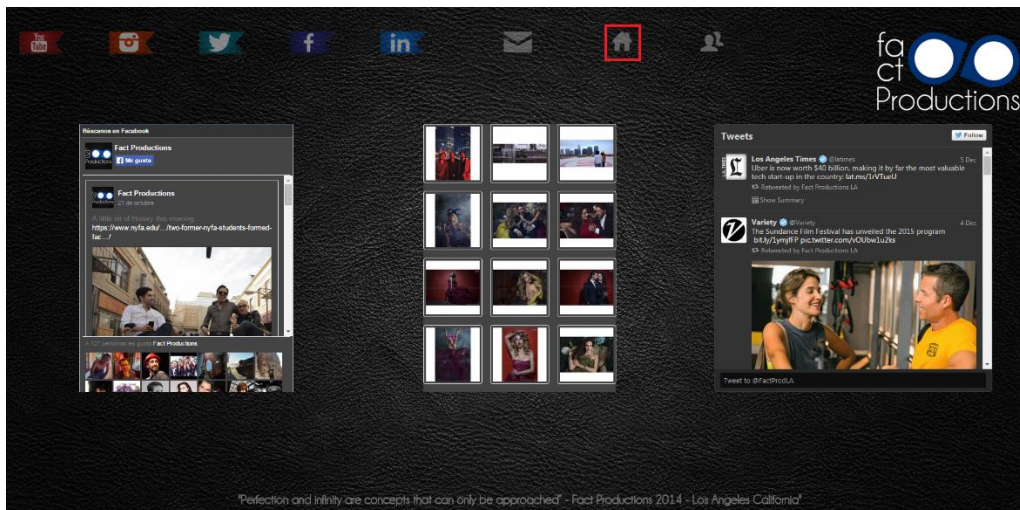 You
Tube
f
in
fa
ct
Productions
Búscanos en Facebook
Fact Productions
Me gusta
Fact Productions
21 de octubre
A little bit of History this morning
https://www.nyfa.edu/…/two-former-nyfa-students-formed-
fac…/
A 127 personas les gusta Fact Productions
Tweets
Follow
Los Angeles Times @latimes
5 Dec
Uber is now worth $40 billion, making it by far the most valuable
tech start-up in the country: lat.ms/1rVTueU
Retweeted by Fact Productions LA
Show Summary
Variety @Variety
4 Dec
The Sundance Film Festival has unveiled the 2015 program
bit.ly/1ymjfFP pic.twitter.com/vOUbw1u2ks
Retweeted by Fact Productions LA
Tweet to @FactProdLA
"Perfection and infinity are concepts that can only be approached" - Fact Productions 2014 - Los Angeles California"